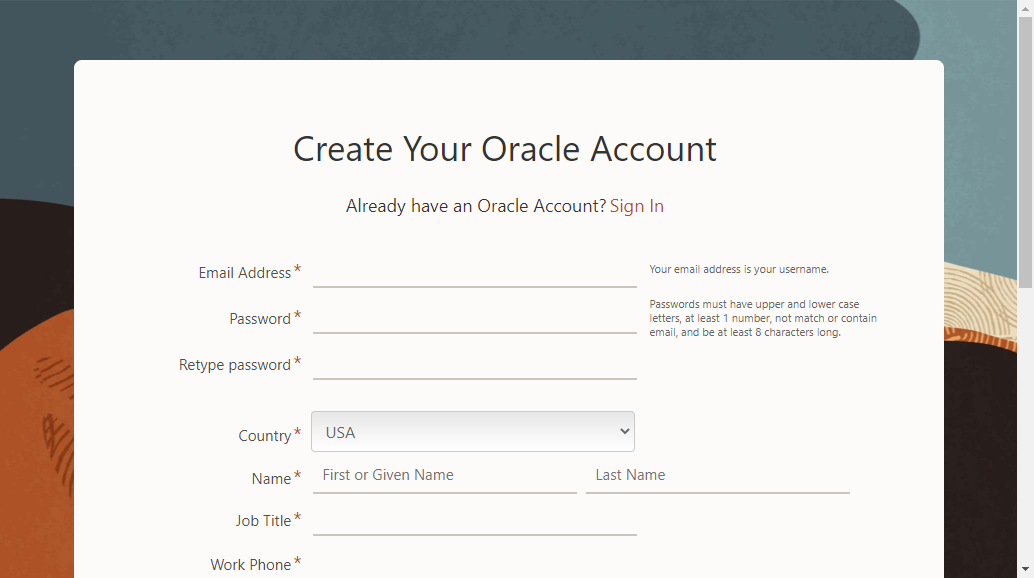 Create Your Oracle Account
Already have an Oracle Account? Sign In
Email Address *
Your email address is your username.
Password *
Passwords must have upper and lower case
letters, at least 1 number, not match or contain
email, and be at least 8 characters long.
Retype password *
Country * USA
Name * First or Given Name Last Name
Job Title *
Work Phone *